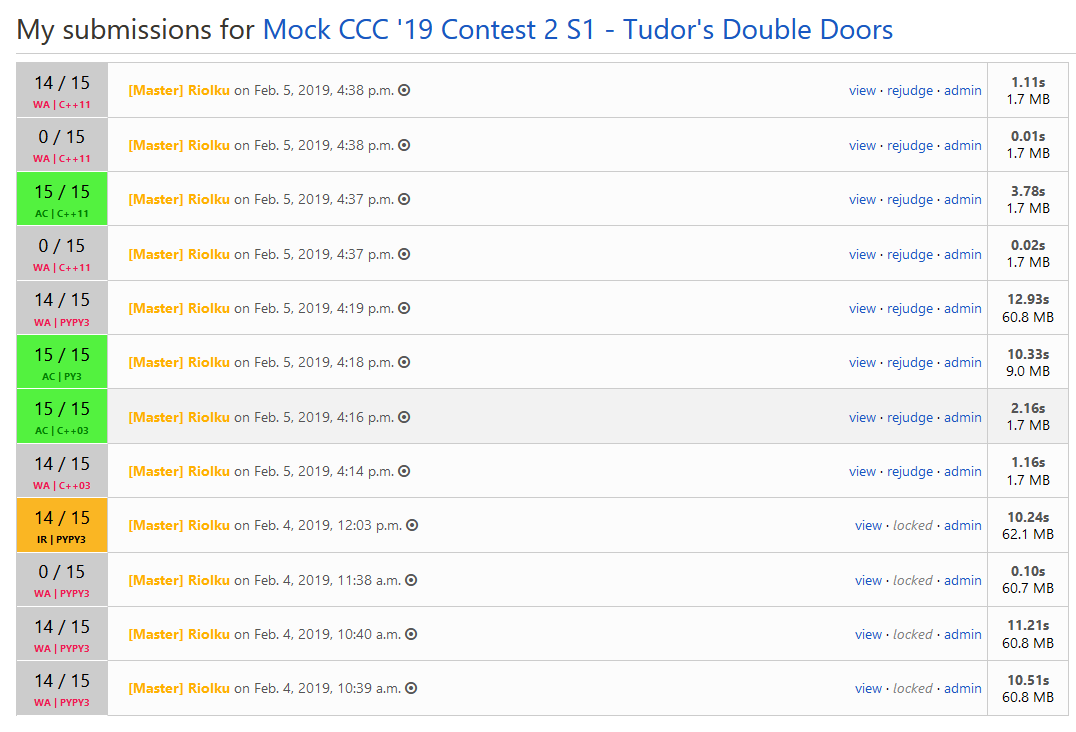 My submissions for Mock CCC '19 Contest 2 S1 - Tudor's Double Doors
14 / 15
WA | C++11
[Master] Riolku on Feb. 5, 2019, 4:38 p.m.
view · rejudge · admin
1.11s
1.7 MB
0 / 15
WA | C++11
[Master] Riolku on Feb. 5, 2019, 4:38 p.m.
view · rejudge · admin
0.01s
1.7 MB
15 / 15
AC | C++11
[Master] Riolku on Feb. 5, 2019, 4:37 p.m.
view · rejudge · admin
3.78s
1.7 MB
0 / 15
WA | C++11
[Master] Riolku on Feb. 5, 2019, 4:37 p.m.
view · rejudge · admin
0.02s
1.7 MB
14 / 15
WA | PYPY3
[Master] Riolku on Feb. 5, 2019, 4:19 p.m.
view · rejudge · admin
12.93s
60.8 MB
15 / 15
AC | PY3
[Master] Riolku on Feb. 5, 2019, 4:18 p.m.
view · rejudge · admin
10.33s
9.0 MB
15 / 15
AC | C++03
[Master] Riolku on Feb. 5, 2019, 4:16 p.m.
view · rejudge · admin
2.16s
1.7 MB
14 / 15
WA | C++03
[Master] Riolku on Feb. 5, 2019, 4:14 p.m.
view · rejudge · admin
1.16s
1.7 MB
14 / 15
IR | PYPY3
[Master] Riolku on Feb. 4, 2019, 12:03 p.m.
view · locked · admin
10.24s
62.1 MB
0 / 15
WA | PYPY3
[Master] Riolku on Feb. 4, 2019, 11:38 a.m.
view · locked · admin
0.10s
60.7 MB
14 / 15
WA | PYPY3
[Master] Riolku on Feb. 4, 2019, 10:40 a.m.
view · locked · admin
11.21s
60.8 MB
14 / 15
WA | PYPY3
[Master] Riolku on Feb. 4, 2019, 10:39 a.m.
view · locked · admin
10.51s
60.8 MB